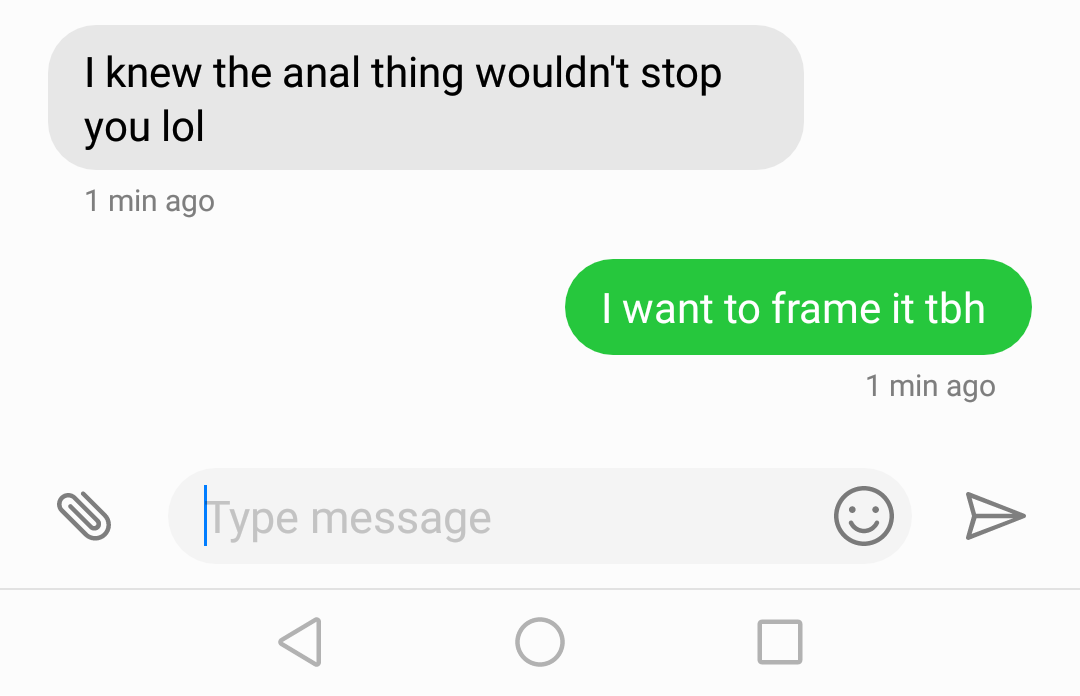 I knew the anal thing wouldn't stop
you lol
1 min ago
I want to frame it tbh
1 min ago
Type message